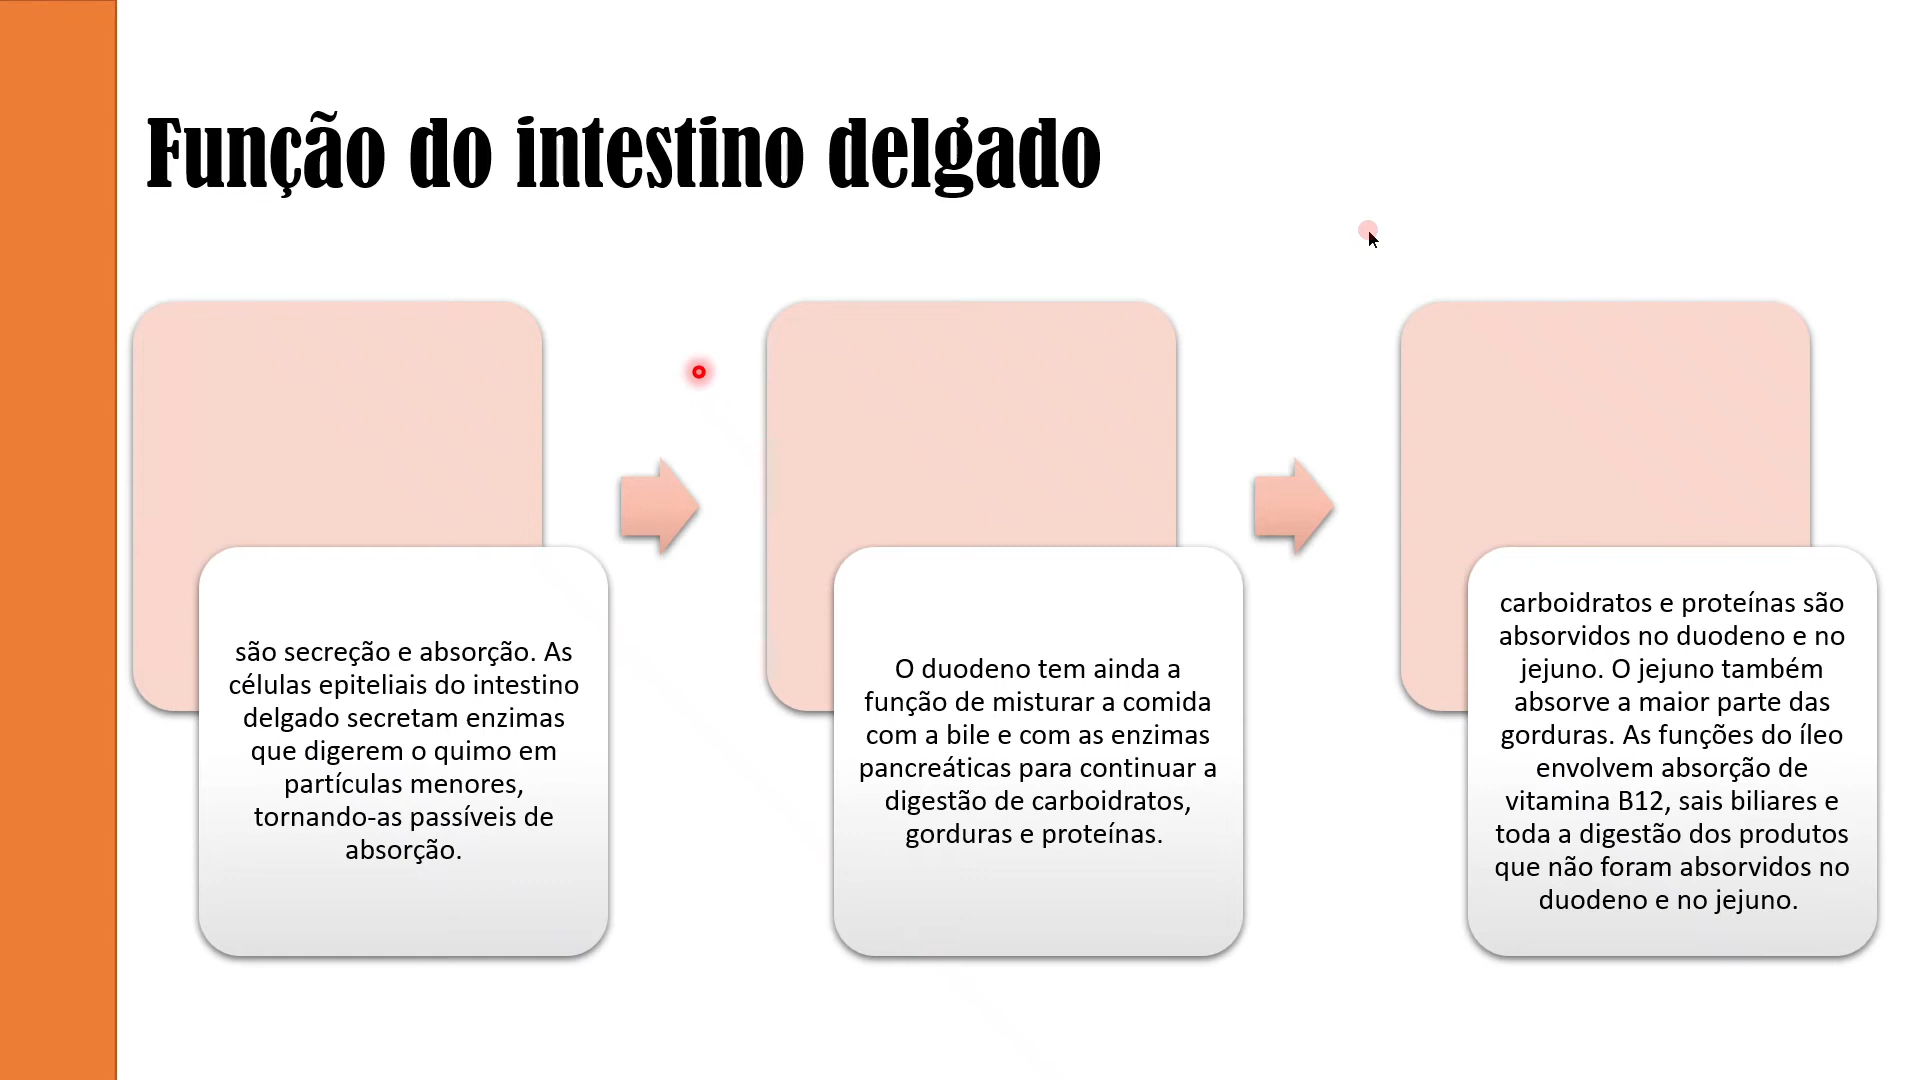 Função do intestino delgado
são secreção e absorção. As
células epiteliais do intestino
delgado secretam enzimas
que digerem o quimo em
partículas menores,
tornando-as passíveis de
absorção.
O duodeno tem ainda a
função de misturar a comida
com a bile e com as enzimas
pancreáticas para continuar a
digestão de carboidratos,
gorduras e proteínas.
carboidratos e proteínas são
absorvidos no duodeno e no
jejuno. O jejuno também
absorve a maior parte das
gorduras. As funções do íleo
envolvem absorção de
vitamina B12, sais biliares e
toda a digestão dos produtos
que não foram absorvidos no
duodeno e no jejuno.